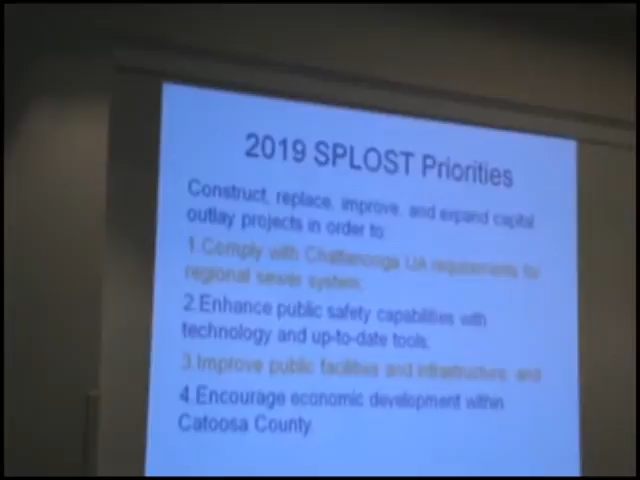 2019 SPLOST Priorities
Construct, replace, improve, and expand capital
outlay projects in order to:
1.Comply with Chattanooga UA requirements for
regional sewer system;
2.Enhance public safety capabilities with
technology and up-to-date tools;
3.Improve public facilities and infrastructure; and
4.Encourage economic development within
Catoosa County